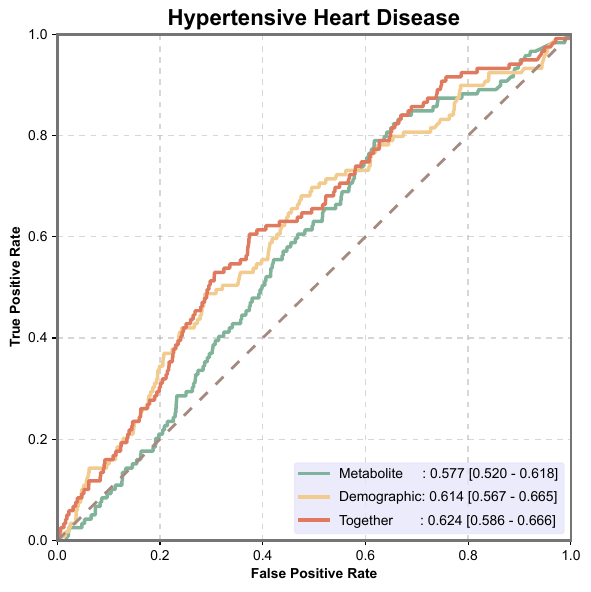 Hypertensive Heart Disease
True Positive Rate
1.0
0.8
0.6
0.4
0.2
0.0
Metabolite : 0.577 [0.520 - 0.618]
Demographic: 0.614 [0.567 - 0.665]
Together : 0.624 [0.586 - 0.666]
0.0 0.2 0.4 0.6 0.8 1.0
False Positive Rate